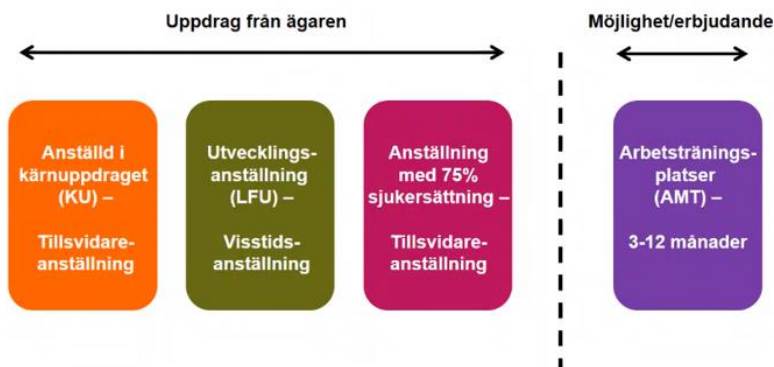 Uppdrag från ägaren
Möjlighet/erbjudande
Anställd i
kärnuppdraget
(KU) –
Tillsvidare-
anställning
Utvecklings-
anställning
(LFU) –
Visstids-
anställning
Anställning
med 75%
sjukersättning –
Tillsvidare-
anställning
Arbetstränings-
platser
(AMT) –
3-12 månader